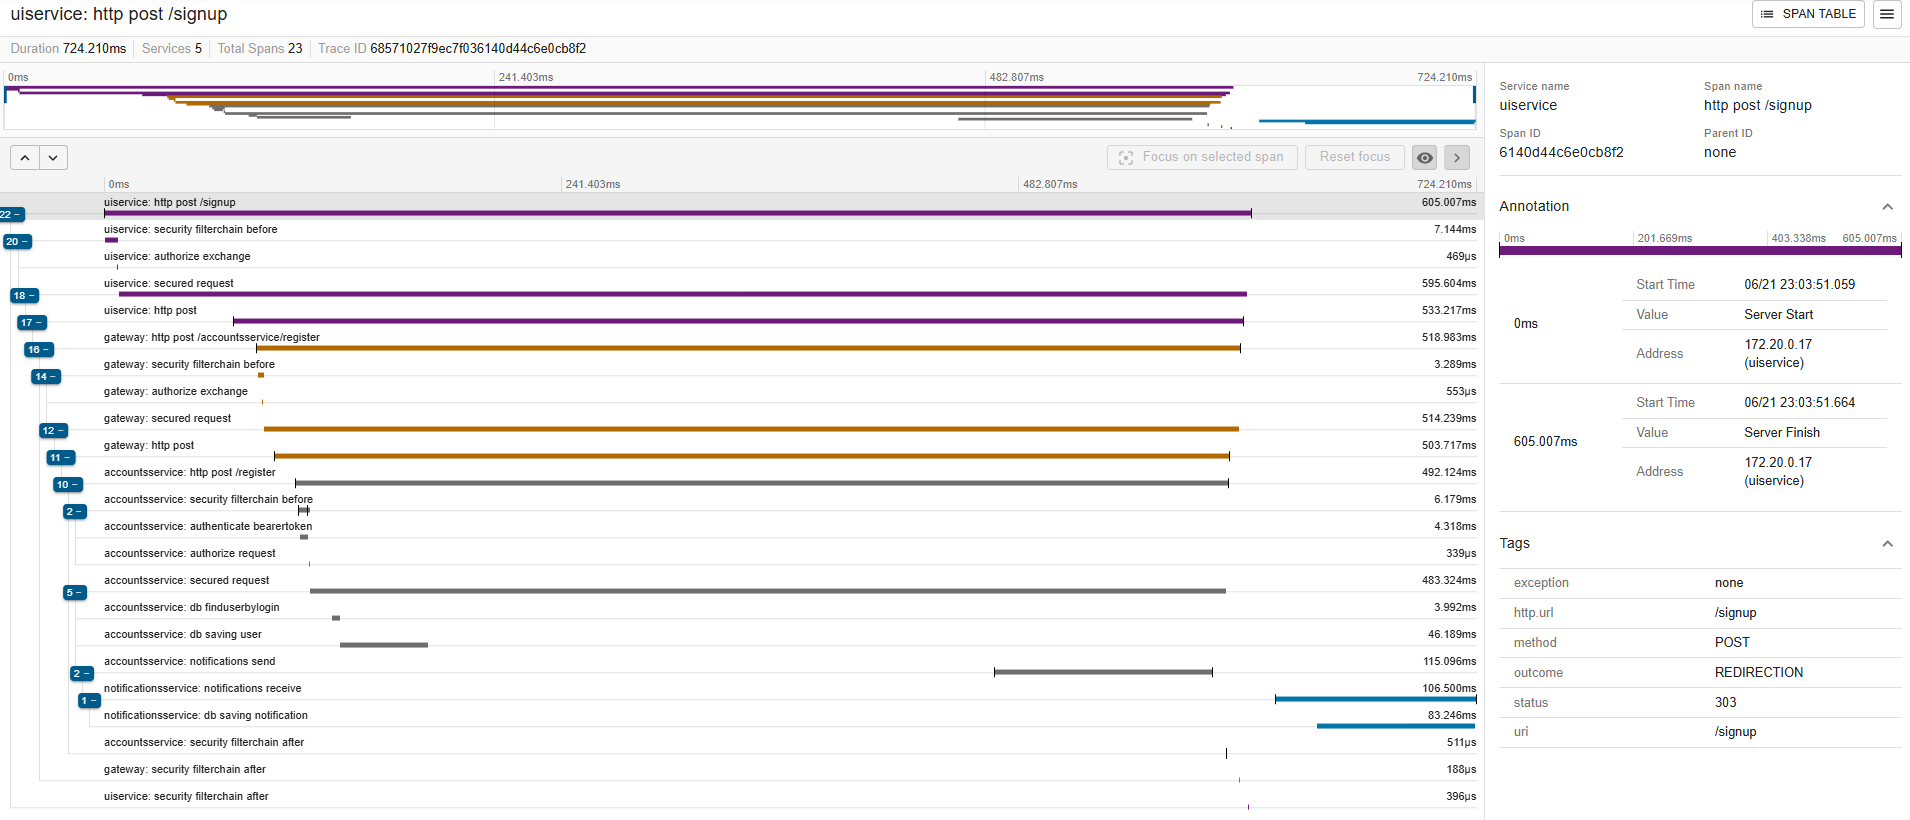 uiservice: http post /signup
SPAN TABLE
Duration 724.210ms Services 5 Total Spans 23 Trace ID 68571027f9ec7f036140d44c6e0cb8f2
0ms 241.403ms 482.807ms 724.210ms
Focus on selected span Reset focus
0ms 241.403ms 482.807ms 724.210ms
uiservice: http post /signup 605.007ms
22 −
uiservice: security filterchain before 7.144ms
20 −
uiservice: authorize exchange 469µs
uiservice: secured request 595.604ms
18 −
uiservice: http post 533.217ms
17 −
gateway: http post /accountsservice/register 518.983ms
16 −
gateway: security filterchain before 3.289ms
14 −
gateway: authorize exchange 553µs
gateway: secured request 514.239ms
12 −
gateway: http post 503.717ms
11 −
accountsservice: http post /register 492.124ms
10 −
accountsservice: security filterchain before 6.179ms
2 −
accountsservice: authenticate bearertoken 4.318ms
accountsservice: authorize request 339µs
accountsservice: secured request 483.324ms
5 −
accountsservice: db finduserbylogin 3.992ms
accountsservice: db saving user 46.189ms
accountsservice: notifications send 115.096ms
2 −
notificationsservice: notifications receive 106.500ms
1 −
notificationsservice: db saving notification 83.246ms
accountsservice: security filterchain after 511µs
gateway: security filterchain after 188µs
uiservice: security filterchain after 396µs
Service name Span name
uiservice http post /signup
Span ID Parent ID
6140d44c6e0cb8f2 none
Annotation
0ms 201.669ms 403.338ms 605.007ms
0ms
Start Time 06/21 23:03:51.059
Value Server Start
Address 172.20.0.17
(uiservice)
605.007ms
Start Time 06/21 23:03:51.664
Value Server Finish
Address 172.20.0.17
(uiservice)
Tags
exception none
http.url /signup
method POST
outcome REDIRECTION
status 303
uri /signup